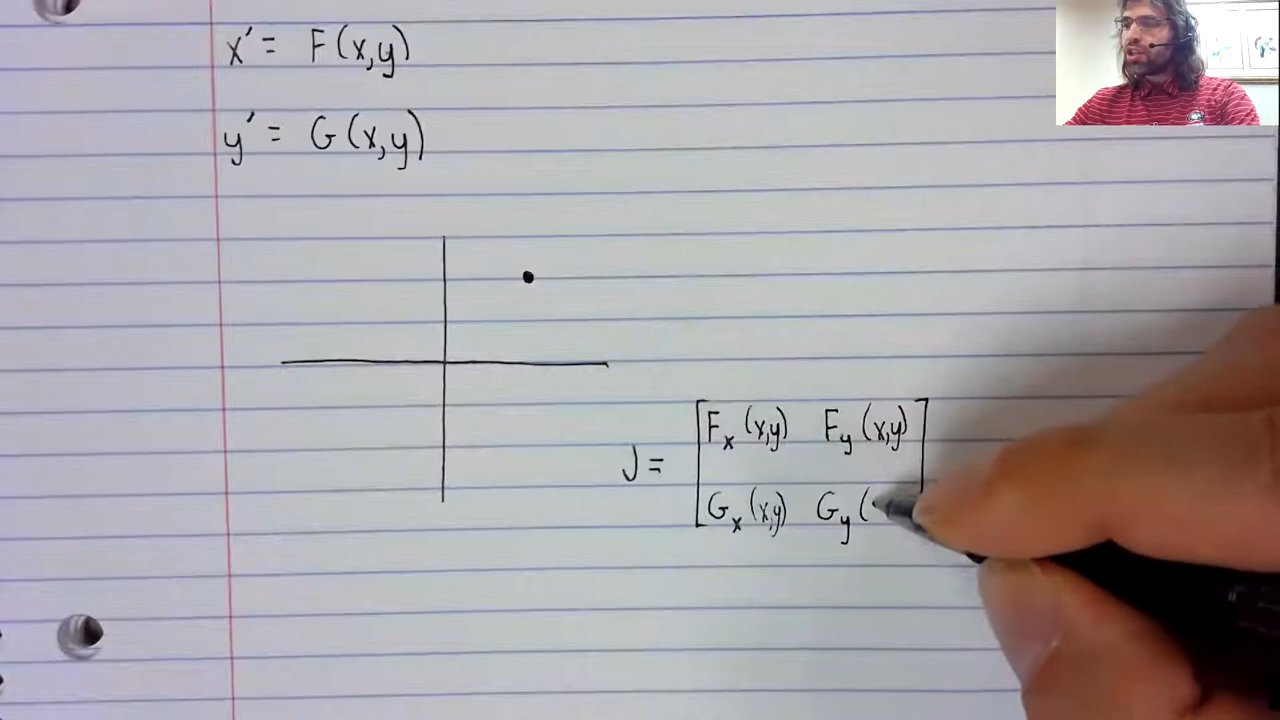 x' = F(x,y)
y' = G(x,y)
J = [ F_x (x,y) F_y (x,y) ]
[ G_x (x,y) G_y (